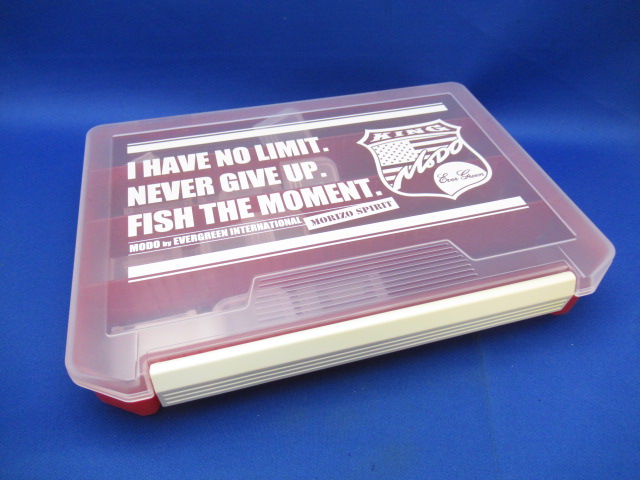 I HAVE NO LIMIT.
NEVER GIVE UP.
FISH THE MOMENT.
MODO by EVERGREEN INTERNATIONAL MORIZO SPIRIT
KING
MODO
Ever Green